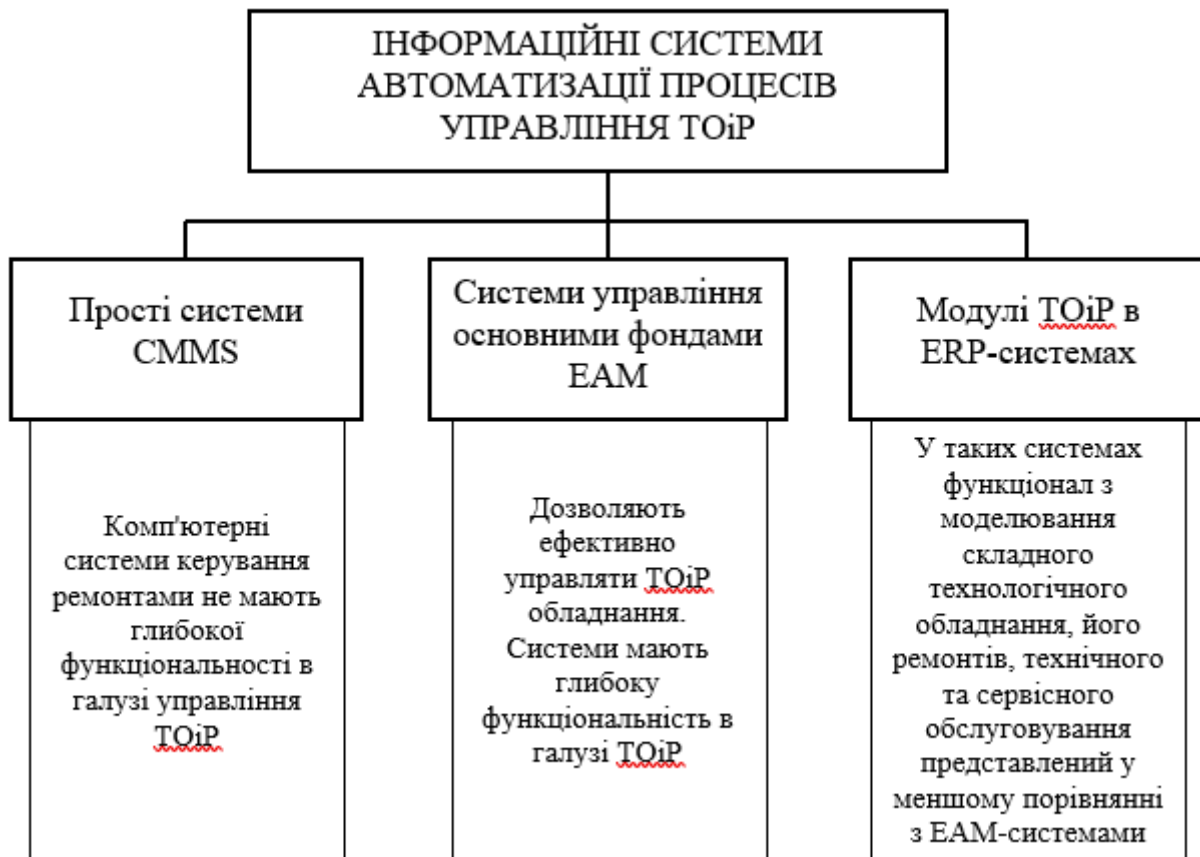 ІНФОРМАЦІЙНІ СИСТЕМИ
АВТОМАТИЗАЦІЇ ПРОЦЕСІВ
УПРАВЛІННЯ ТОіР
Прості системи
CMMS
Системи управління
основними фондами
EAM
Модулі ТОіР в
ERP-системах
Комп'ютерні
системи керування
ремонтами не мають
глибокої
функціональності в
галузі управління
ТОіР
Дозволяють
ефективно
управляти ТОіР
обладнання.
Системи мають
глибоку
функціональність в
галузі ТОіР
У таких системах
функціонал з
моделювання
складного
технологічного
обладнання, його
ремонтів, технічного
та сервісного
обслуговування
представлений у
меншому порівнянні
з EAM-системами